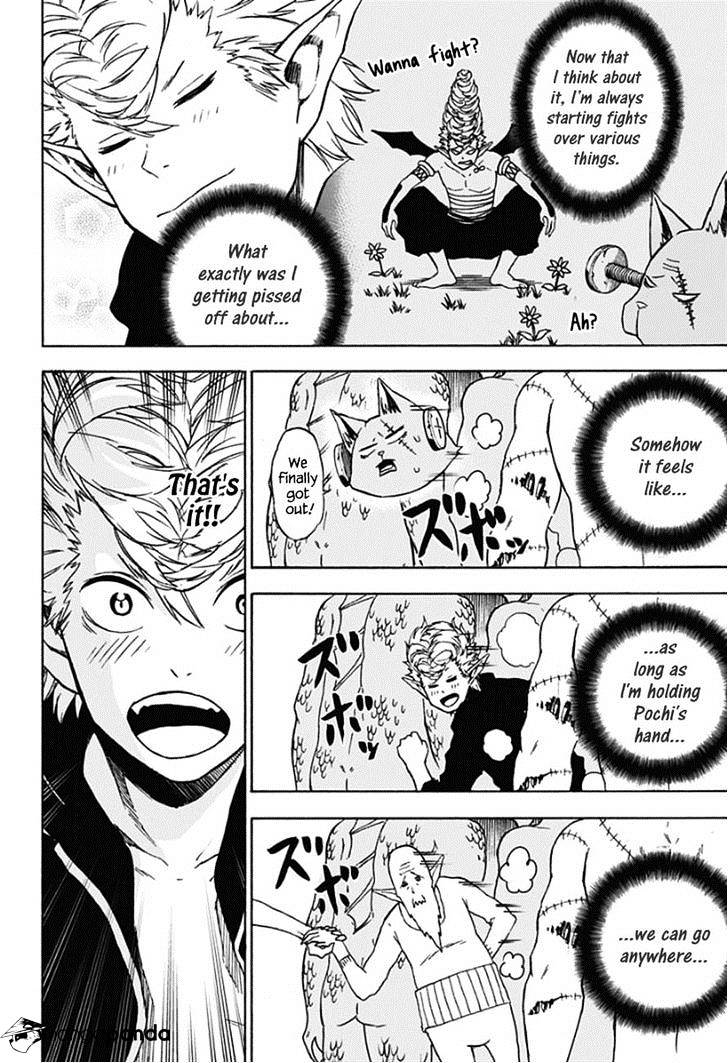 Now that
I think about
it, I'm always
starting fights
over various
things.
Wanna fight?
Ah?
What
exactly was I
getting pissed
off about...
Somehow
it feels
like...
We
finally
got
out!
ズボッ
...as
long as
I'm holding
Pochi's
hand...
ズボッ
...we can go
anywhere...
ズボッ
That's
it!!